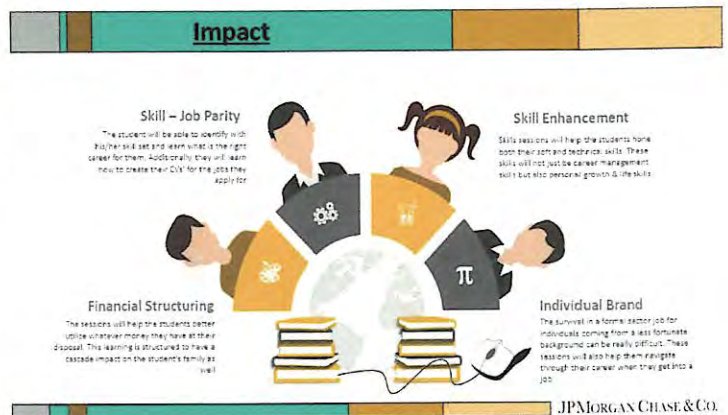 Impact
Skill – Job Parity
The student will be able to identify with
his/her skill set and learn what is the right
career for them. Additionally they will learn
how to create their CVs' for the jobs they
apply for
Skill Enhancement
Skills sessions will help the students hone
both their soft and technical skills. These
skills will not just be career management
skills but also personal growth & life skills
Financial Structuring
The sessions will help the students better
utilize whatever money they have at their
disposal. This learning is structured to have a
cascade impact on the student's family as
well
π
Individual Brand
The survival in a formal sector job for
individuals coming from a less fortunate
background can be really difficult. These
sessions will also help them navigate
through their career when they get into a
job
JPMORGAN CHASE & CO.